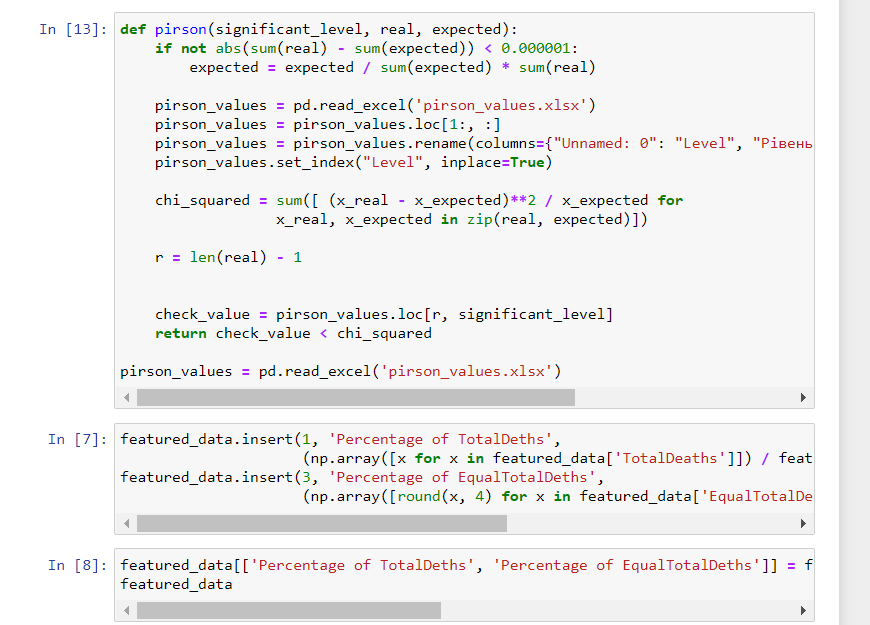 In [13]: def pirson(significant_level, real, expected):
    if not abs(sum(real) - sum(expected)) < 0.000001:
        expected = expected / sum(expected) * sum(real)
    pirson_values = pd.read_excel('pirson_values.xlsx')
    pirson_values = pirson_values.loc[1:, :]
    pirson_values = pirson_values.rename(columns={"Unnamed: 0": "Level", "Рівень
    pirson_values.set_index("Level", inplace=True)
    chi_squared = sum([ (x_real - x_expected)**2 / x_expected for
                  x_real, x_expected in zip(real, expected)])
    r = len(real) - 1
    check_value = pirson_values.loc[r, significant_level]
    return check_value < chi_squared
pirson_values = pd.read_excel('pirson_values.xlsx')
In [7]: featured_data.insert(1, 'Percentage of TotalDeths',
                     (np.array([x for x in featured_data['TotalDeaths']]) / feat
featured_data.insert(3, 'Percentage of EqualTotalDeths',
                     (np.array([round(x, 4) for x in featured_data['EqualTotalDe
In [8]: featured_data[['Percentage of TotalDeths', 'Percentage of EqualTotalDeths']] = f
featured_data